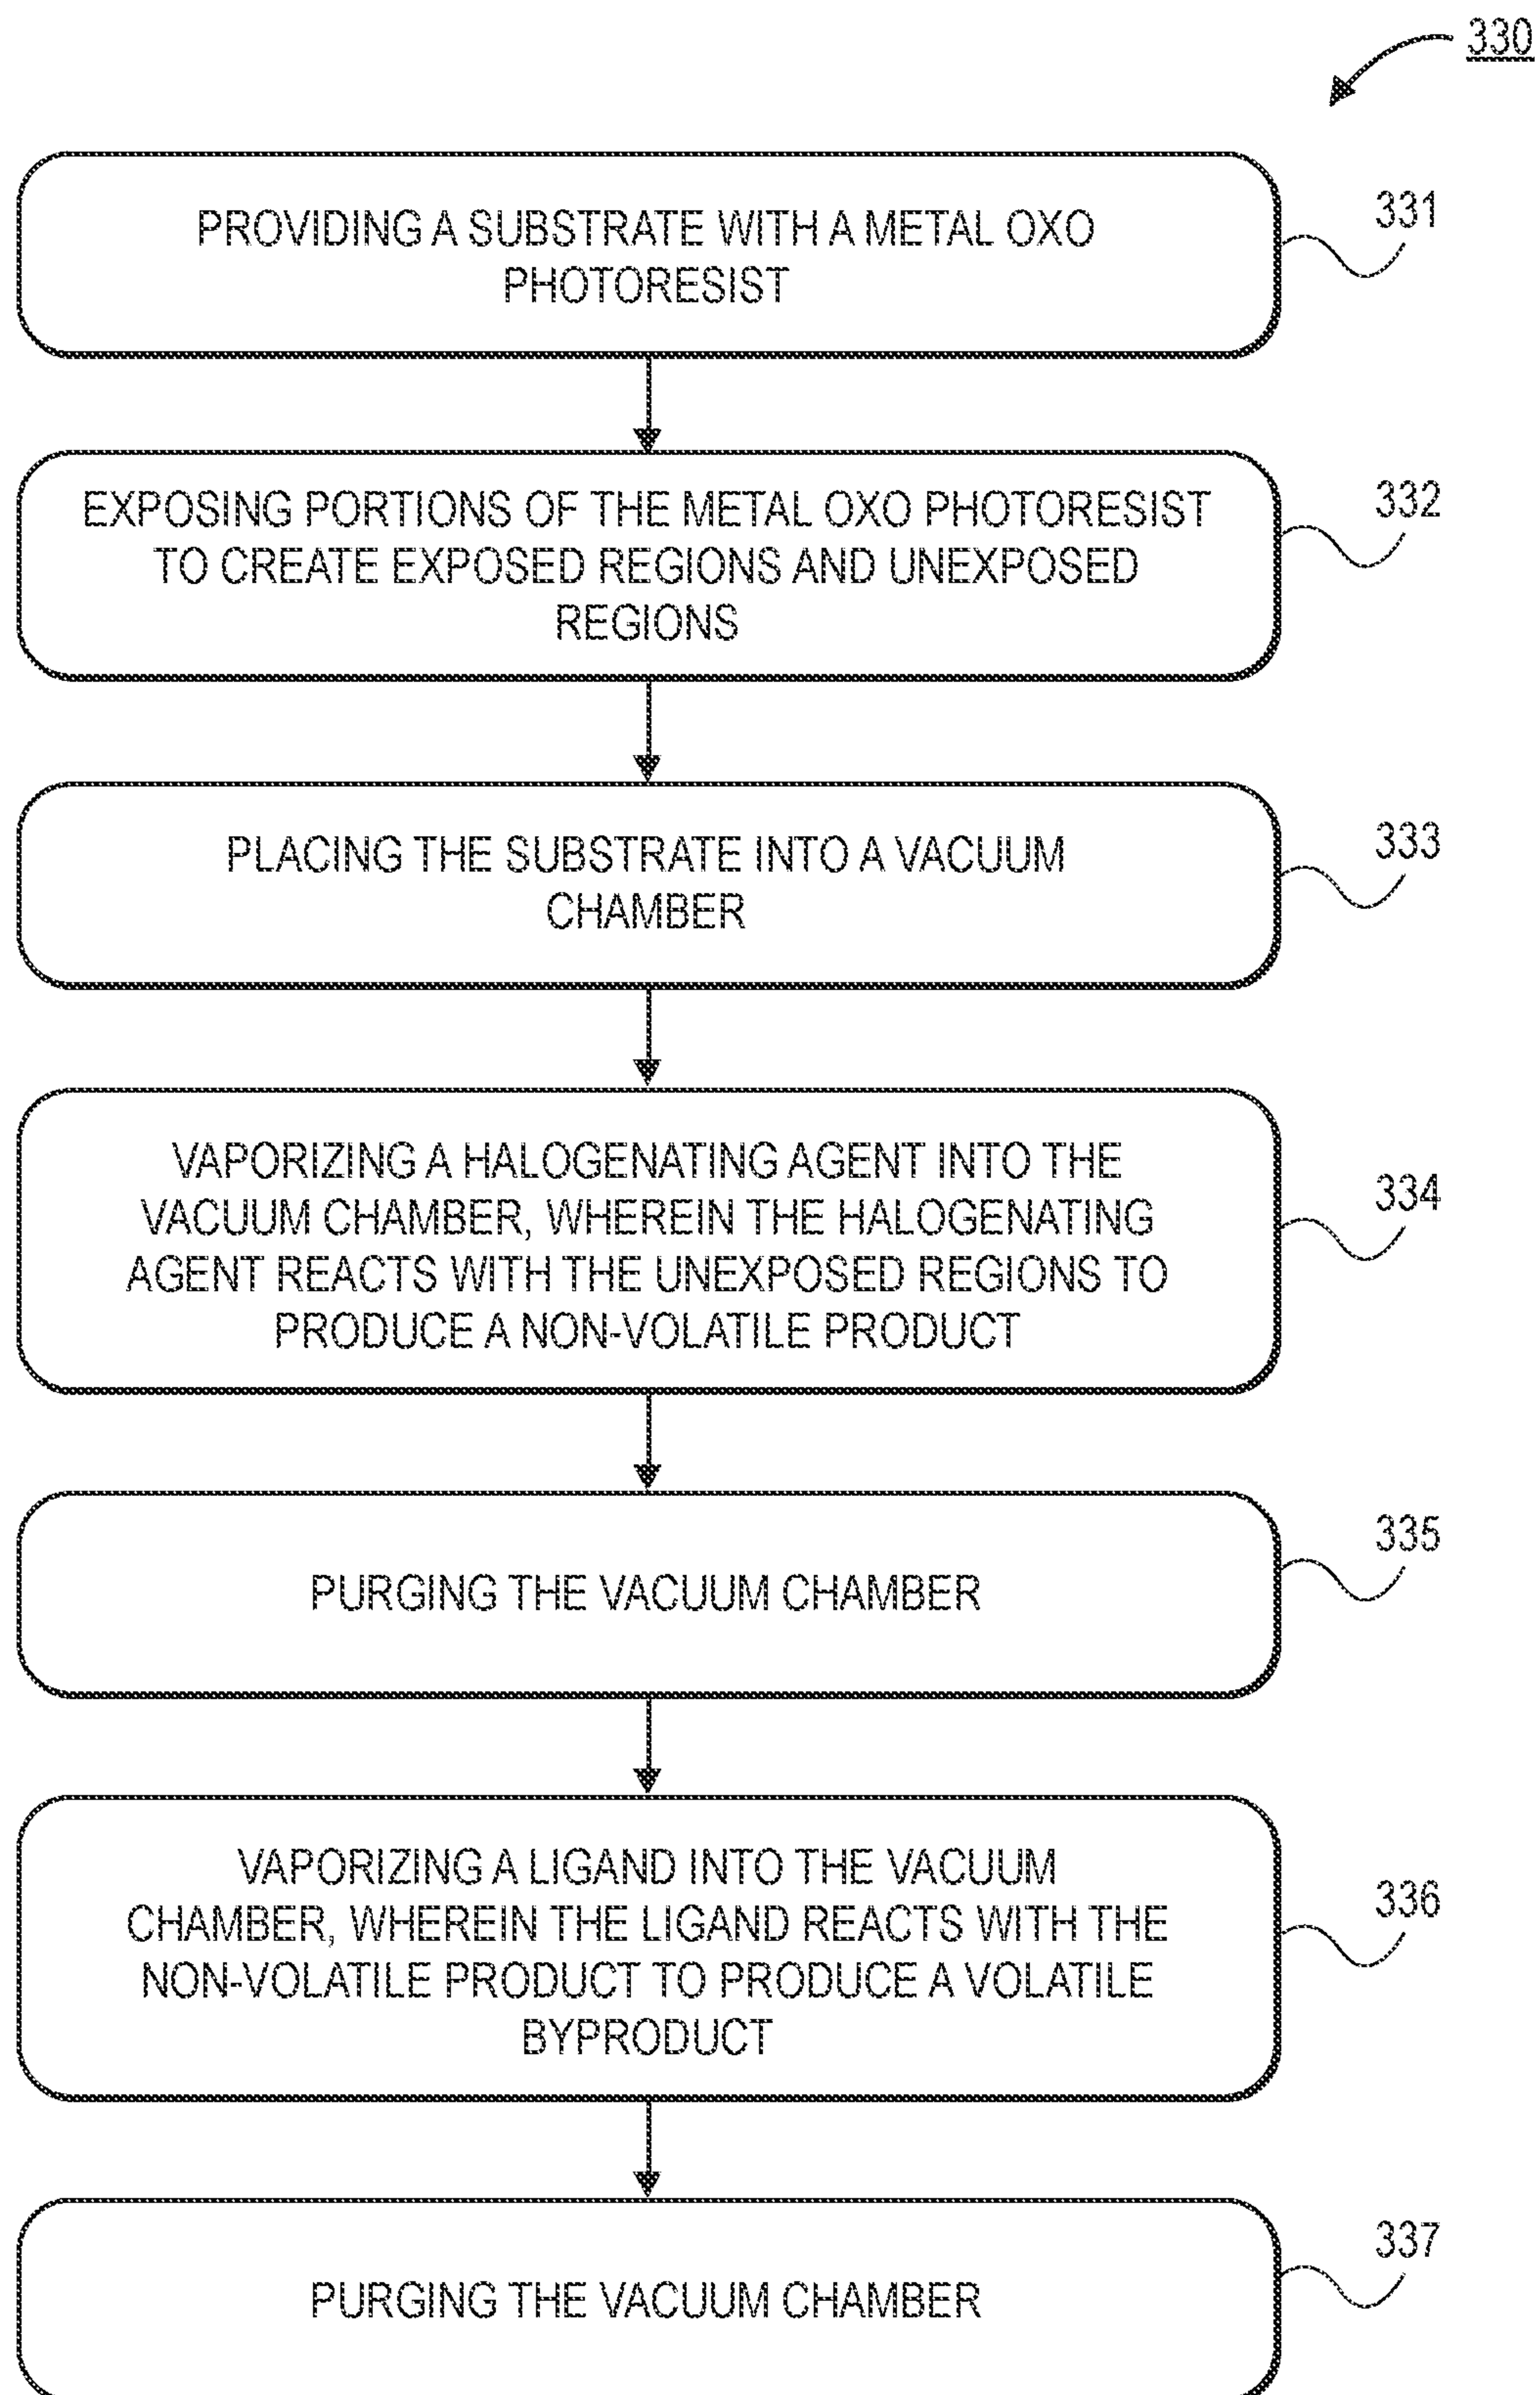 330
PROVIDING A SUBSTRATE WITH A METAL OXO
PHOTORESIST
331
EXPOSING PORTIONS OF THE METAL OXO PHOTORESIST
TO CREATE EXPOSED REGIONS AND UNEXPOSED
REGIONS
332
PLACING THE SUBSTRATE INTO A VACUUM
CHAMBER
333
VAPORIZING A HALOGENATING AGENT INTO THE
VACUUM CHAMBER, WHEREIN THE HALOGENATING
AGENT REACTS WITH THE UNEXPOSED REGIONS TO
PRODUCE A NON-VOLATILE PRODUCT
334
PURGING THE VACUUM CHAMBER
335
VAPORIZING A LIGAND INTO THE VACUUM
CHAMBER, WHEREIN THE LIGAND REACTS WITH THE
NON-VOLATILE PRODUCT TO PRODUCE A VOLATILE
BYPRODUCT
336
PURGING THE VACUUM CHAMBER
337